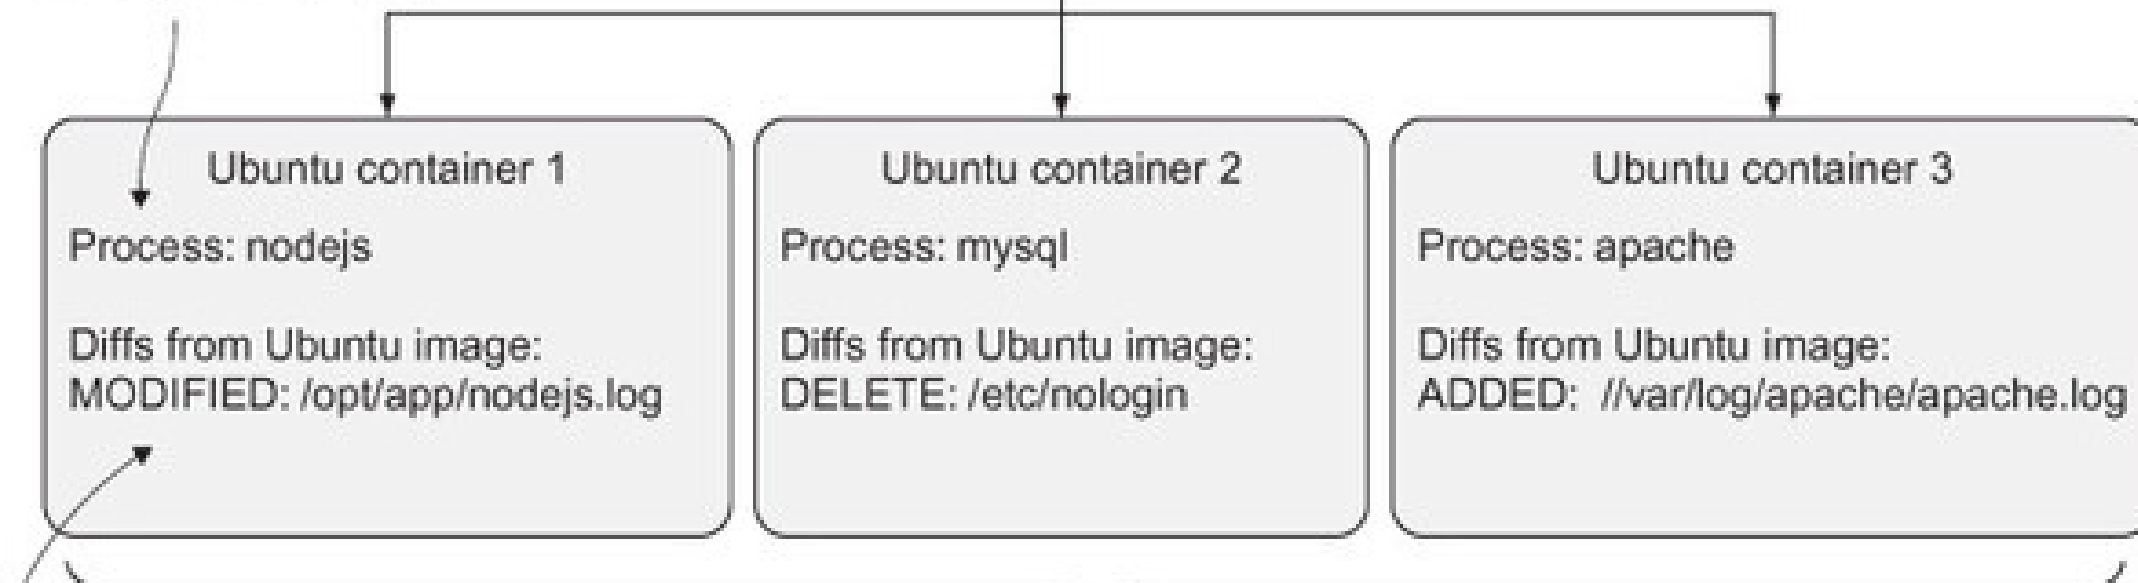 Ubuntu container 1
Process: nodejs
Diffs from Ubuntu image:
MODIFIED: /opt/app/nodejs.log
Ubuntu container 2
Process: mysql
Diffs from Ubuntu image:
DELETE: /etc/nologin
Ubuntu container 3
Process: apache
Diffs from Ubuntu image:
ADDED: //var/log/apache/apache.log